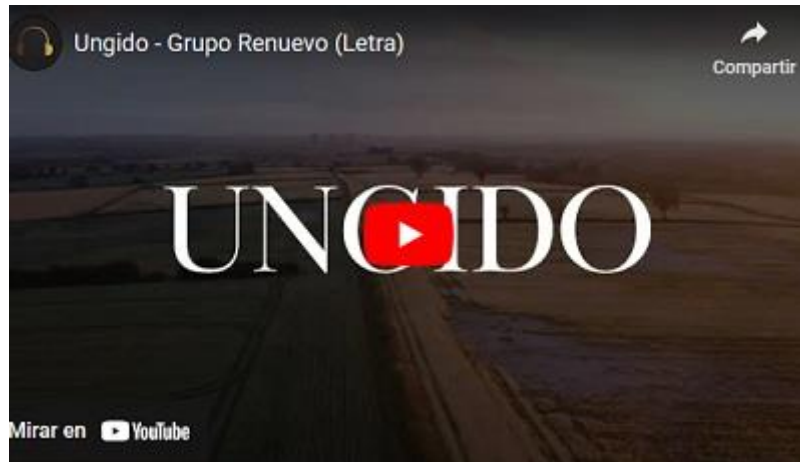 Ungido - Grupo Renuevo (Letra)
Compartir
UNGIDO
Mirar en YouTube